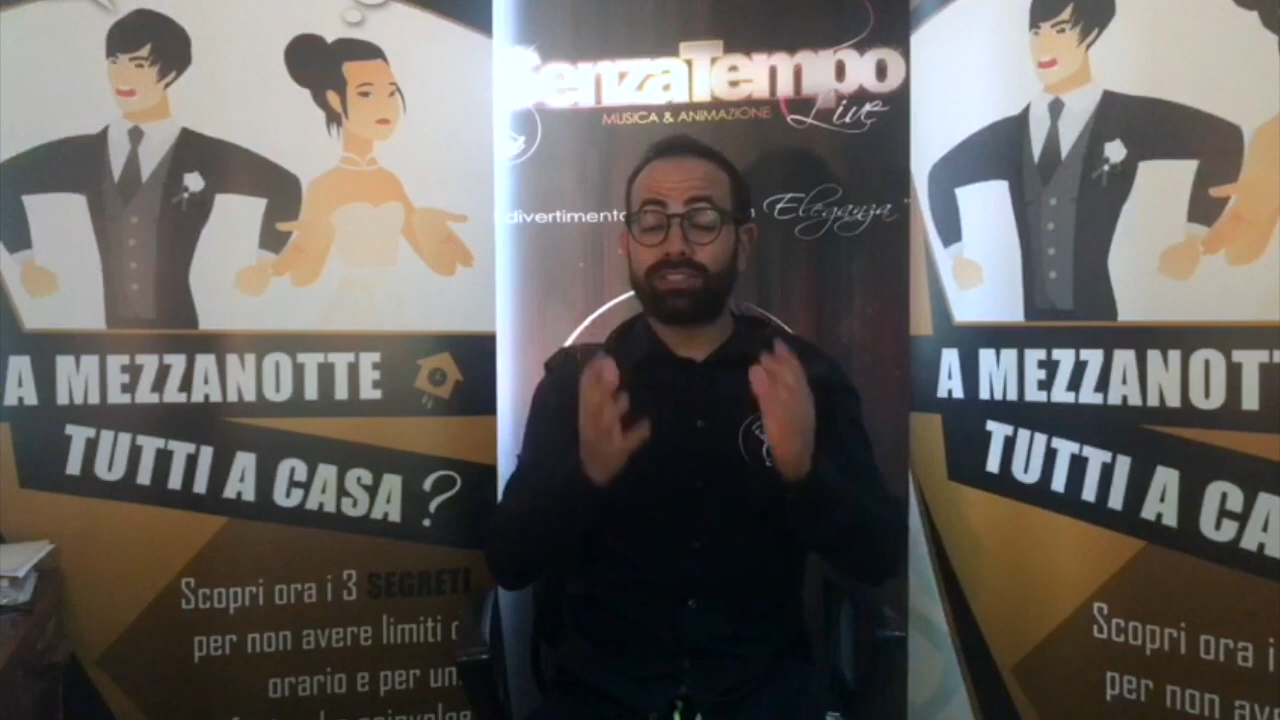 SenzaTempo
Live
MUSICA & ANIMAZIONE
divertimento
Eleganza
A MEZZANOTTE
TUTTI A CASA?
Scopri ora i 3 SEGRETI
per non avere limiti
orario e per un
A MEZZANOTT
TUTTI A CA
Scopri ora i
per non aver